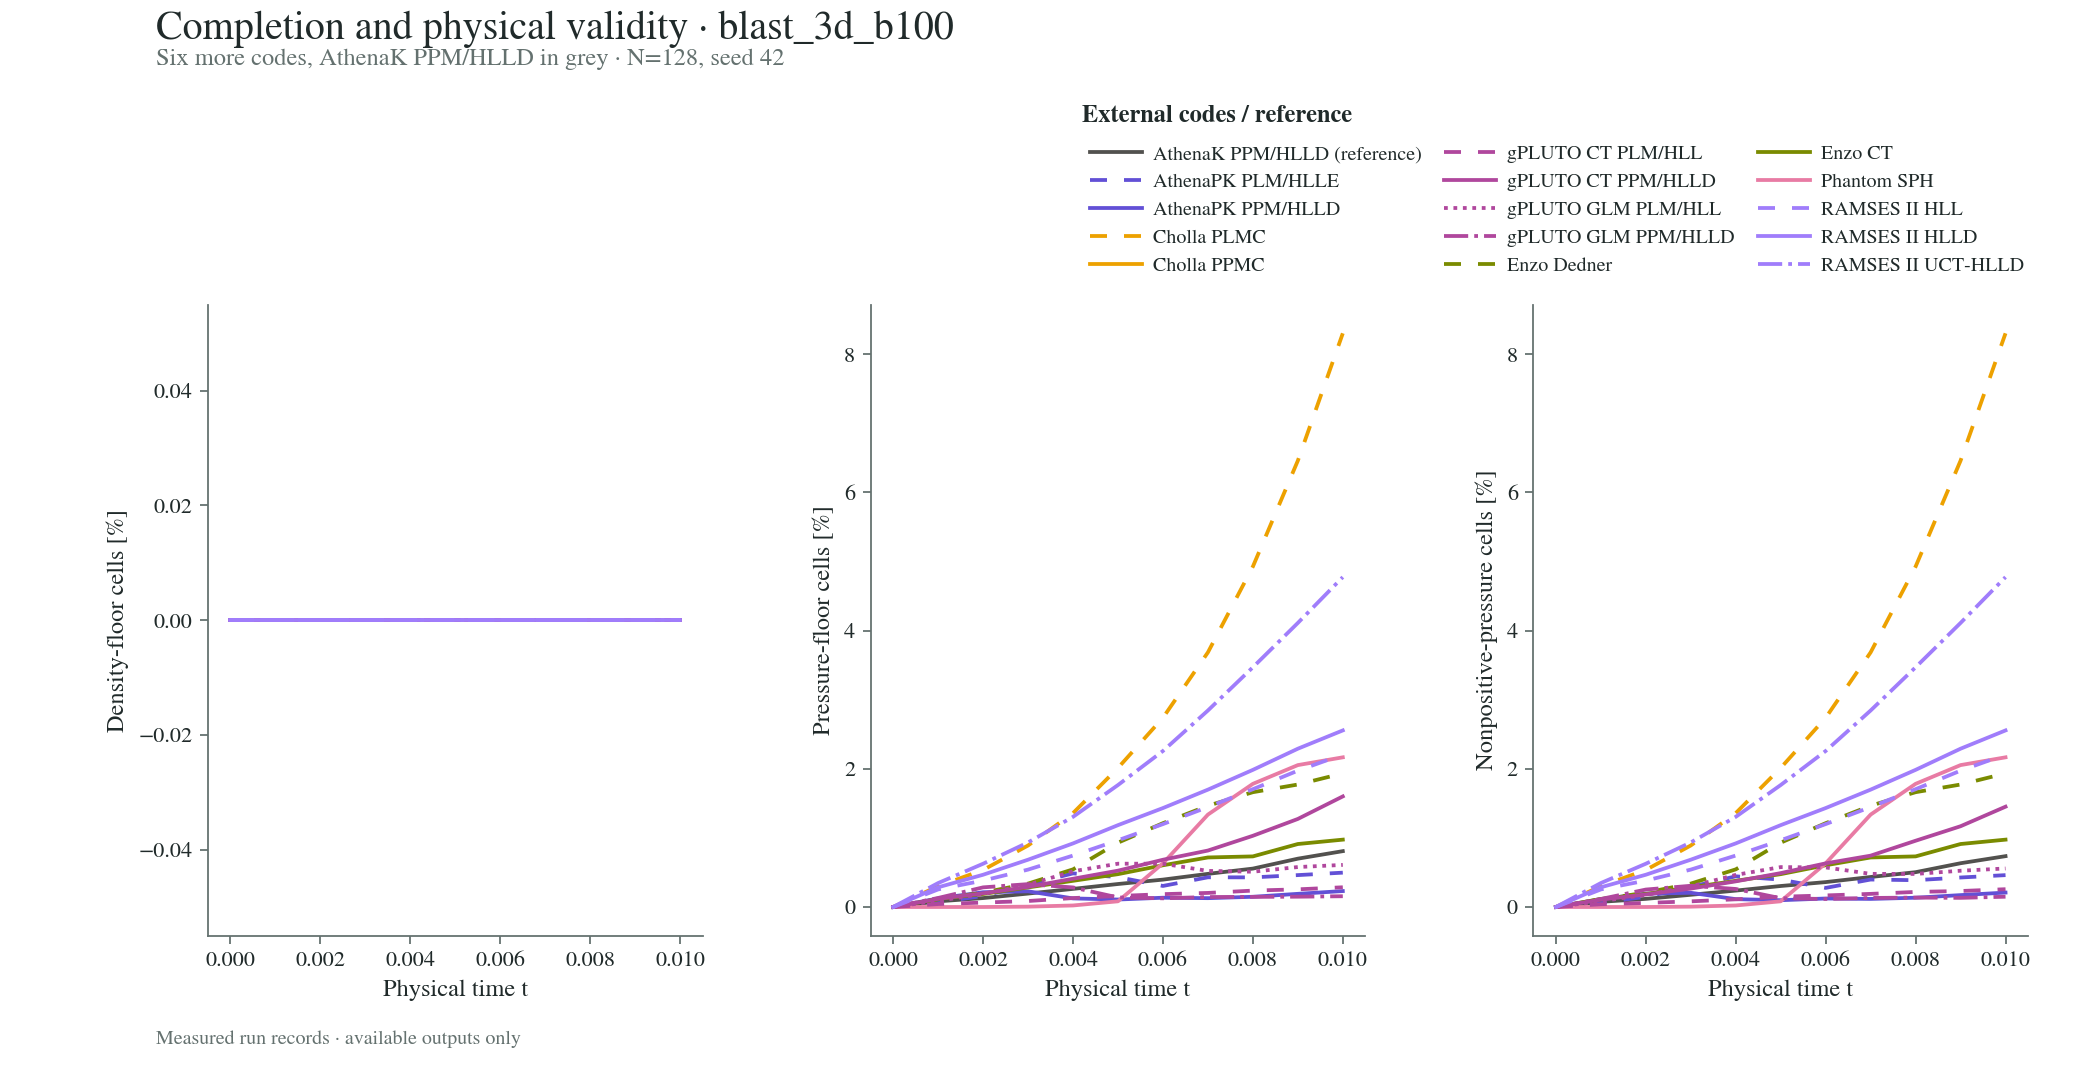 Completion and physical validity · blast_3d_b100
Six more codes, AthenaK PPM/HLLD in grey · N=128, seed 42
External codes / reference
AthenaK PPM/HLLD (reference)
AthenaPK PLM/HLLE
AthenaPK PPM/HLLD
Cholla PLMC
Cholla PPMC
gPLUTO CT PLM/HLL
gPLUTO CT PPM/HLLD
gPLUTO GLM PLM/HLL
gPLUTO GLM PPM/HLLD
Enzo Dedner
Enzo CT
Phantom SPH
RAMSES II HLL
RAMSES II HLLD
RAMSES II UCT-HLLD
Density-floor cells [%]
0.04
0.02
0.00
−0.02
−0.04
0.000 0.002 0.004 0.006 0.008 0.010
Physical time t
Pressure-floor cells [%]
8
6
4
2
0
0.000 0.002 0.004 0.006 0.008 0.010
Physical time t
Nonpositive-pressure cells [%]
8
6
4
2
0
0.000 0.002 0.004 0.006 0.008 0.010
Physical time t
Measured run records · available outputs only